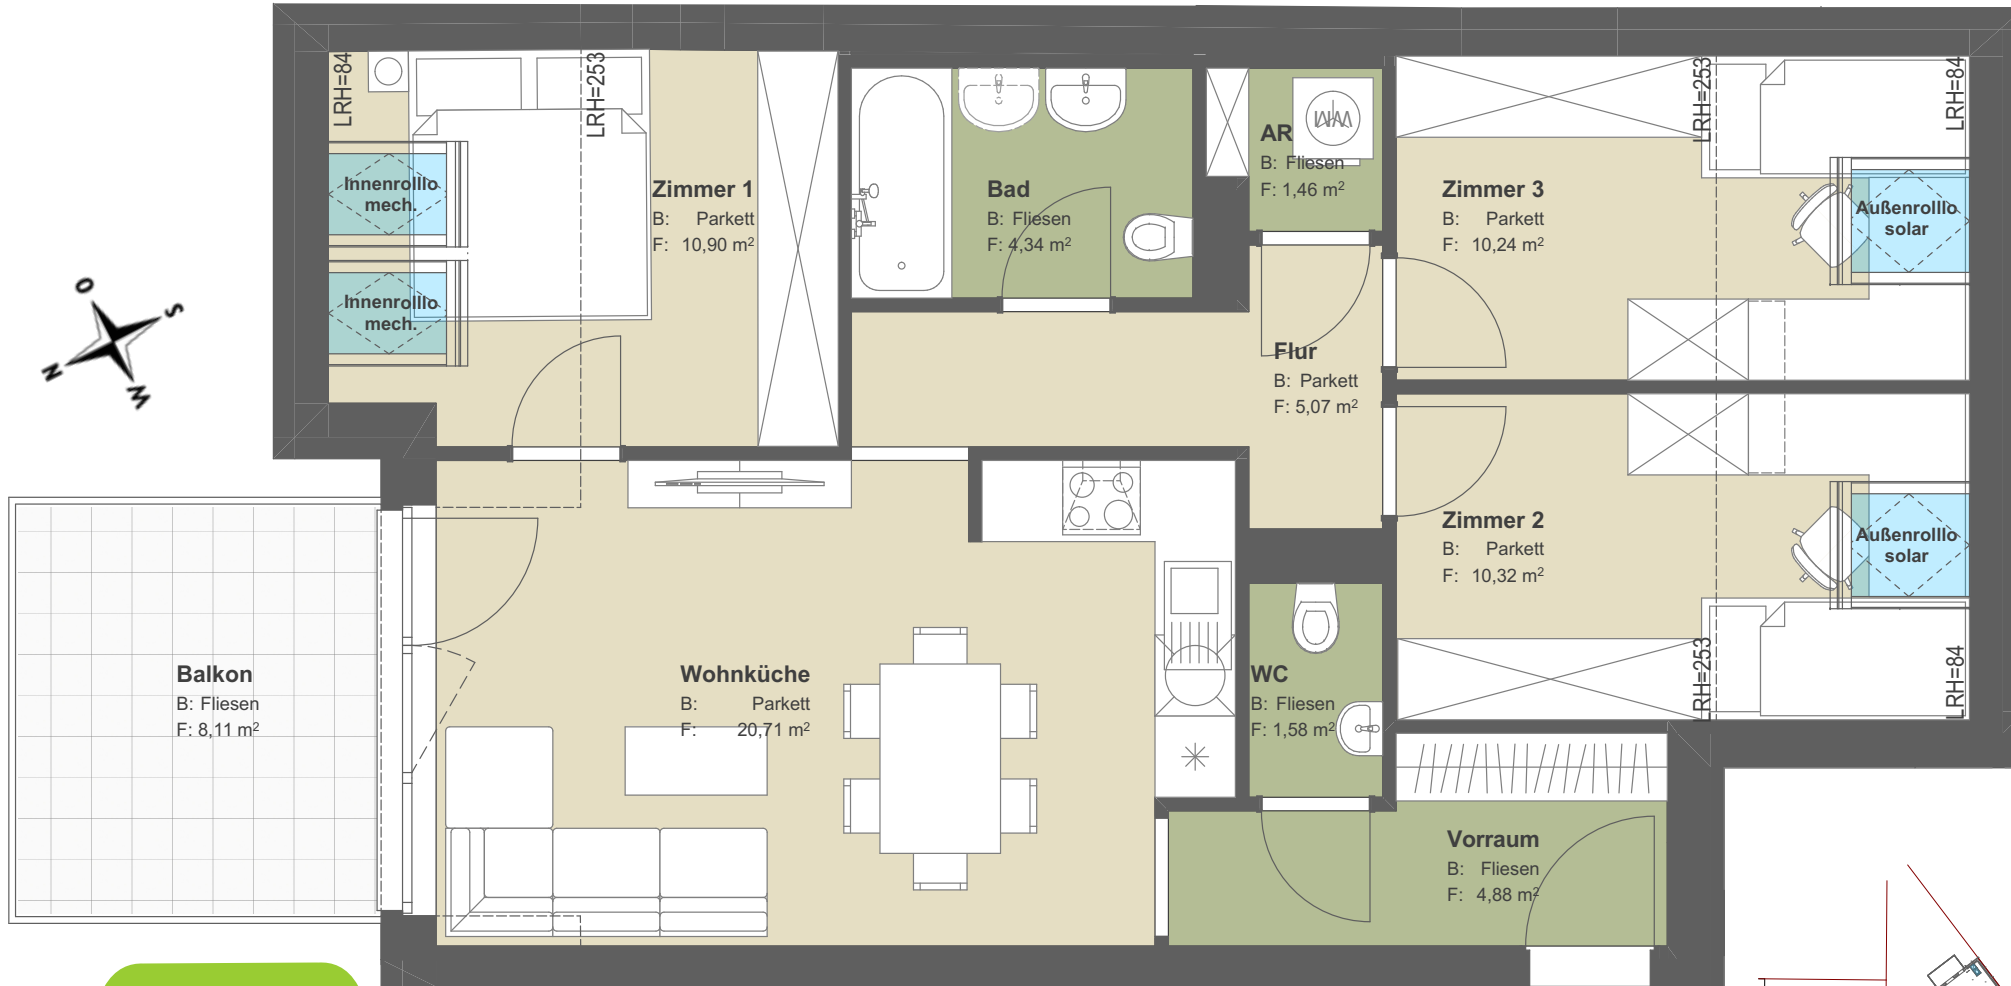 LRH=84
LRH=253
Innenrolllo
mech.
Innenrolllo
mech.
Zimmer 1
B: Parkett
F: 10,90 m²
Bad
B: Fliesen
F: 4,34 m²
AR
B: Fliesen
F: 1,46 m²
WM
LRH=253
LRH=84
Zimmer 3
B: Parkett
F: 10,24 m²
Außenrolllo
solar
O
S
N
W
Flur
B: Parkett
F: 5,07 m²
Zimmer 2
B: Parkett
F: 10,32 m²
Außenrolllo
solar
LRH=253
LRH=84
Balkon
B: Fliesen
F: 8,11 m²
Wohnküche
B: Parkett
F: 20,71 m²
WC
B: Fliesen
F: 1,58 m²
Vorraum
B: Fliesen
F: 4,88 m²